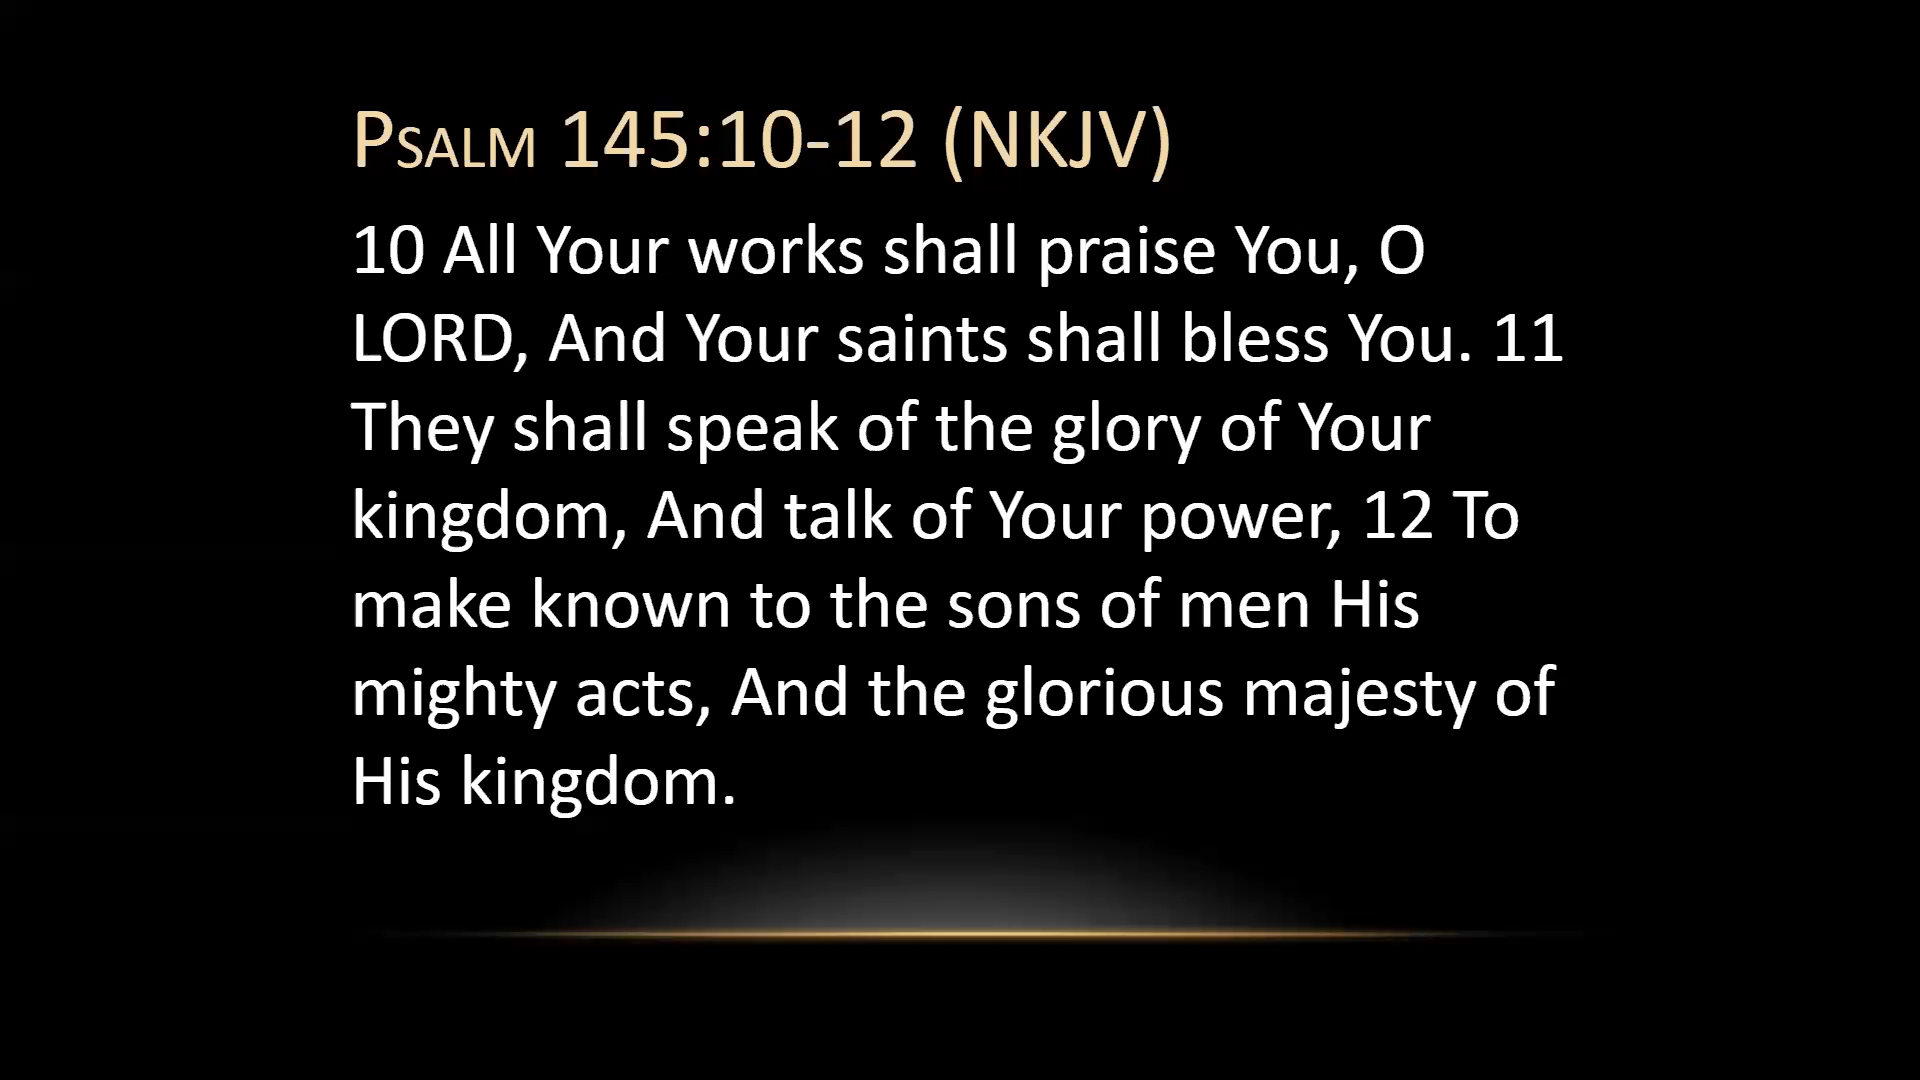 Psalm 145:10-12 (NKJV)
10 All Your works shall praise You, O
LORD, And Your saints shall bless You. 11
They shall speak of the glory of Your
kingdom, And talk of Your power, 12 To
make known to the sons of men His
mighty acts, And the glorious majesty of
His kingdom.